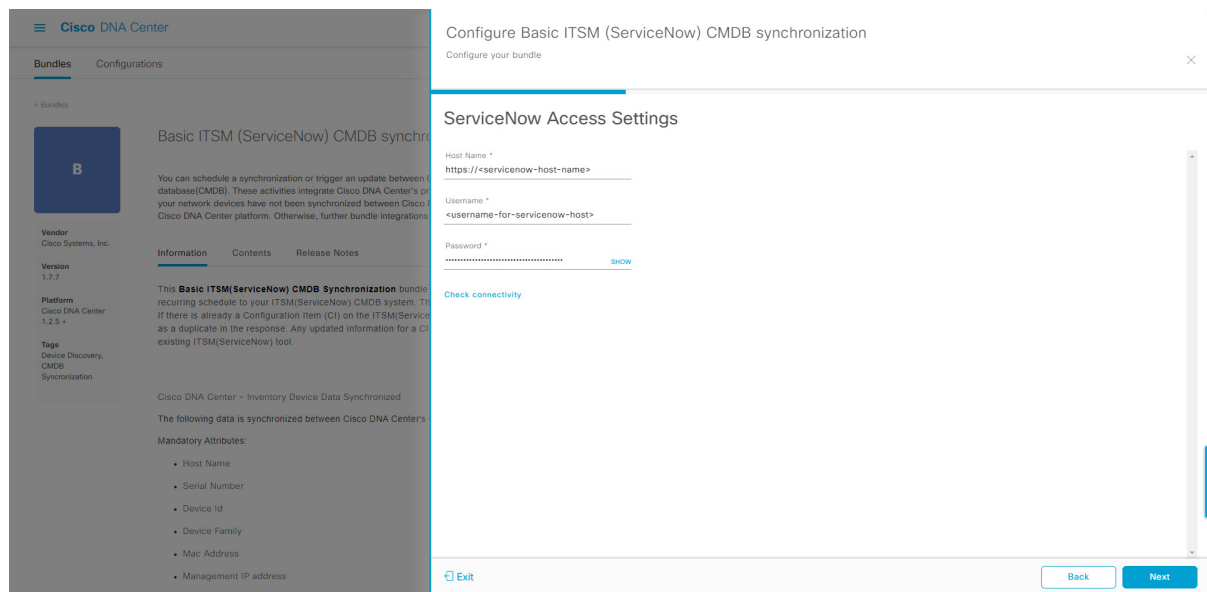 Cisco DNA Center
Bundles Configurations
< Bundles
B
Vendor
Cisco Systems, Inc.
Version
1.7.7
Platform
Cisco DNA Center
1.2.5 +
Tags
Device Discovery,
CMDB
Syncronization
Basic ITSM (ServiceNow) CMDB synchro
You can schedule a synchronization or trigger an update between
database(CMDB). These activities integrate Cisco DNA Center's pr
your network devices have not been synchronized between Cisco
Cisco DNA Center platform. Otherwise, further bundle integrations
Information Contents Release Notes
This Basic ITSM(ServiceNow) CMDB Synchronization bundle
recurring schedule to your ITSM(ServiceNow) CMDB system. Th
If there is already a Configuration Item (CI) on the ITSM(Service
as a duplicate in the response. Any updated information for a CI
existing ITSM(ServiceNow) tool.
Cisco DNA Center – Inventory Device Data Synchronized
The following data is synchronized between Cisco DNA Center's
Mandatory Attributes:
• Host Name
• Serial Number
• Device Id
• Device Family
• Mac Address
• Management IP address
Configure Basic ITSM (ServiceNow) CMDB synchronization
Configure your bundle
ServiceNow Access Settings
Host Name *
https://<servicenow-host-name>
Username *
<username-for-servicenow-host>
Password *
SHOW
Check connectivity
Exit
Back
Next